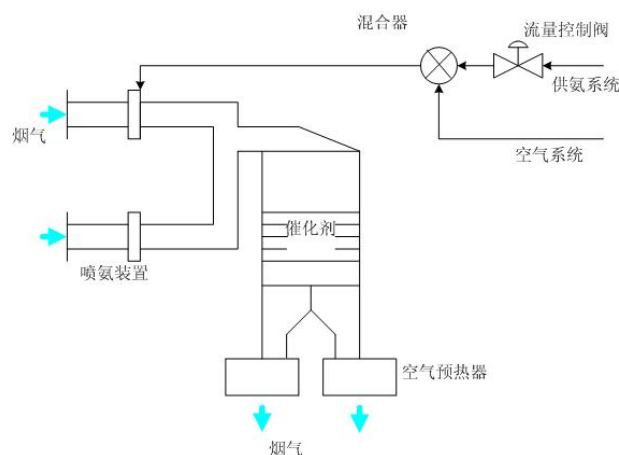 混合器
流量控制阀
供氨系统
烟气
空气系统
催化剂
喷氨装置
空气预热器
烟气